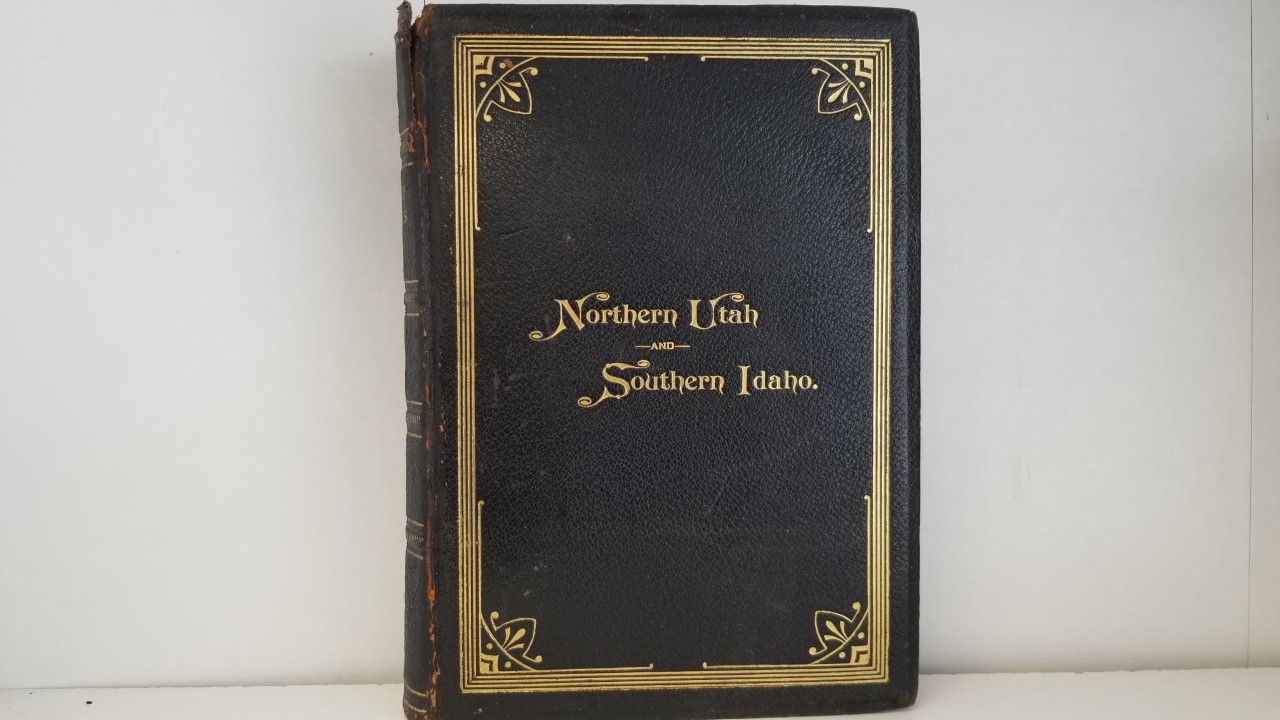 Northern Utah
—AND—
Southern Idaho.